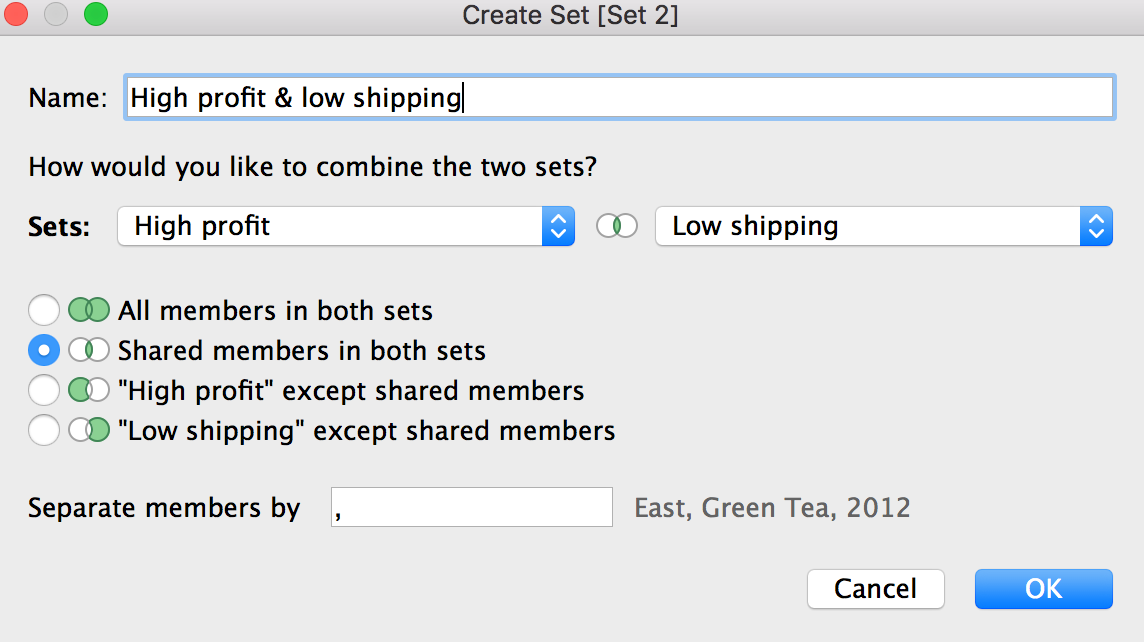 Create Set [Set 2]
Name: High profit & low shipping
How would you like to combine the two sets?
Sets: High profit Low shipping
All members in both sets
Shared members in both sets
"High profit" except shared members
"Low shipping" except shared members
Separate members by , East, Green Tea, 2012
Cancel OK